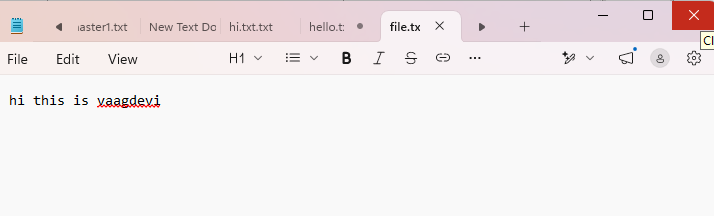 aster1.txt New Text Do hi.txt.txt hello.t file.tx
File Edit View H1 B I S
Cl
hi this is vaagdevi